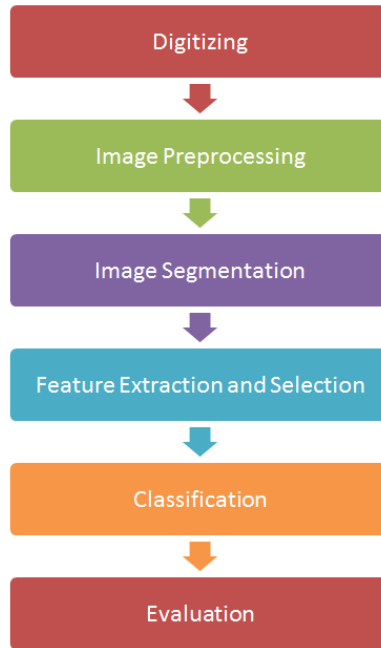 Digitizing
Image Preprocessing
Image Segmentation
Feature Extraction and Selection
Classification
Evaluation